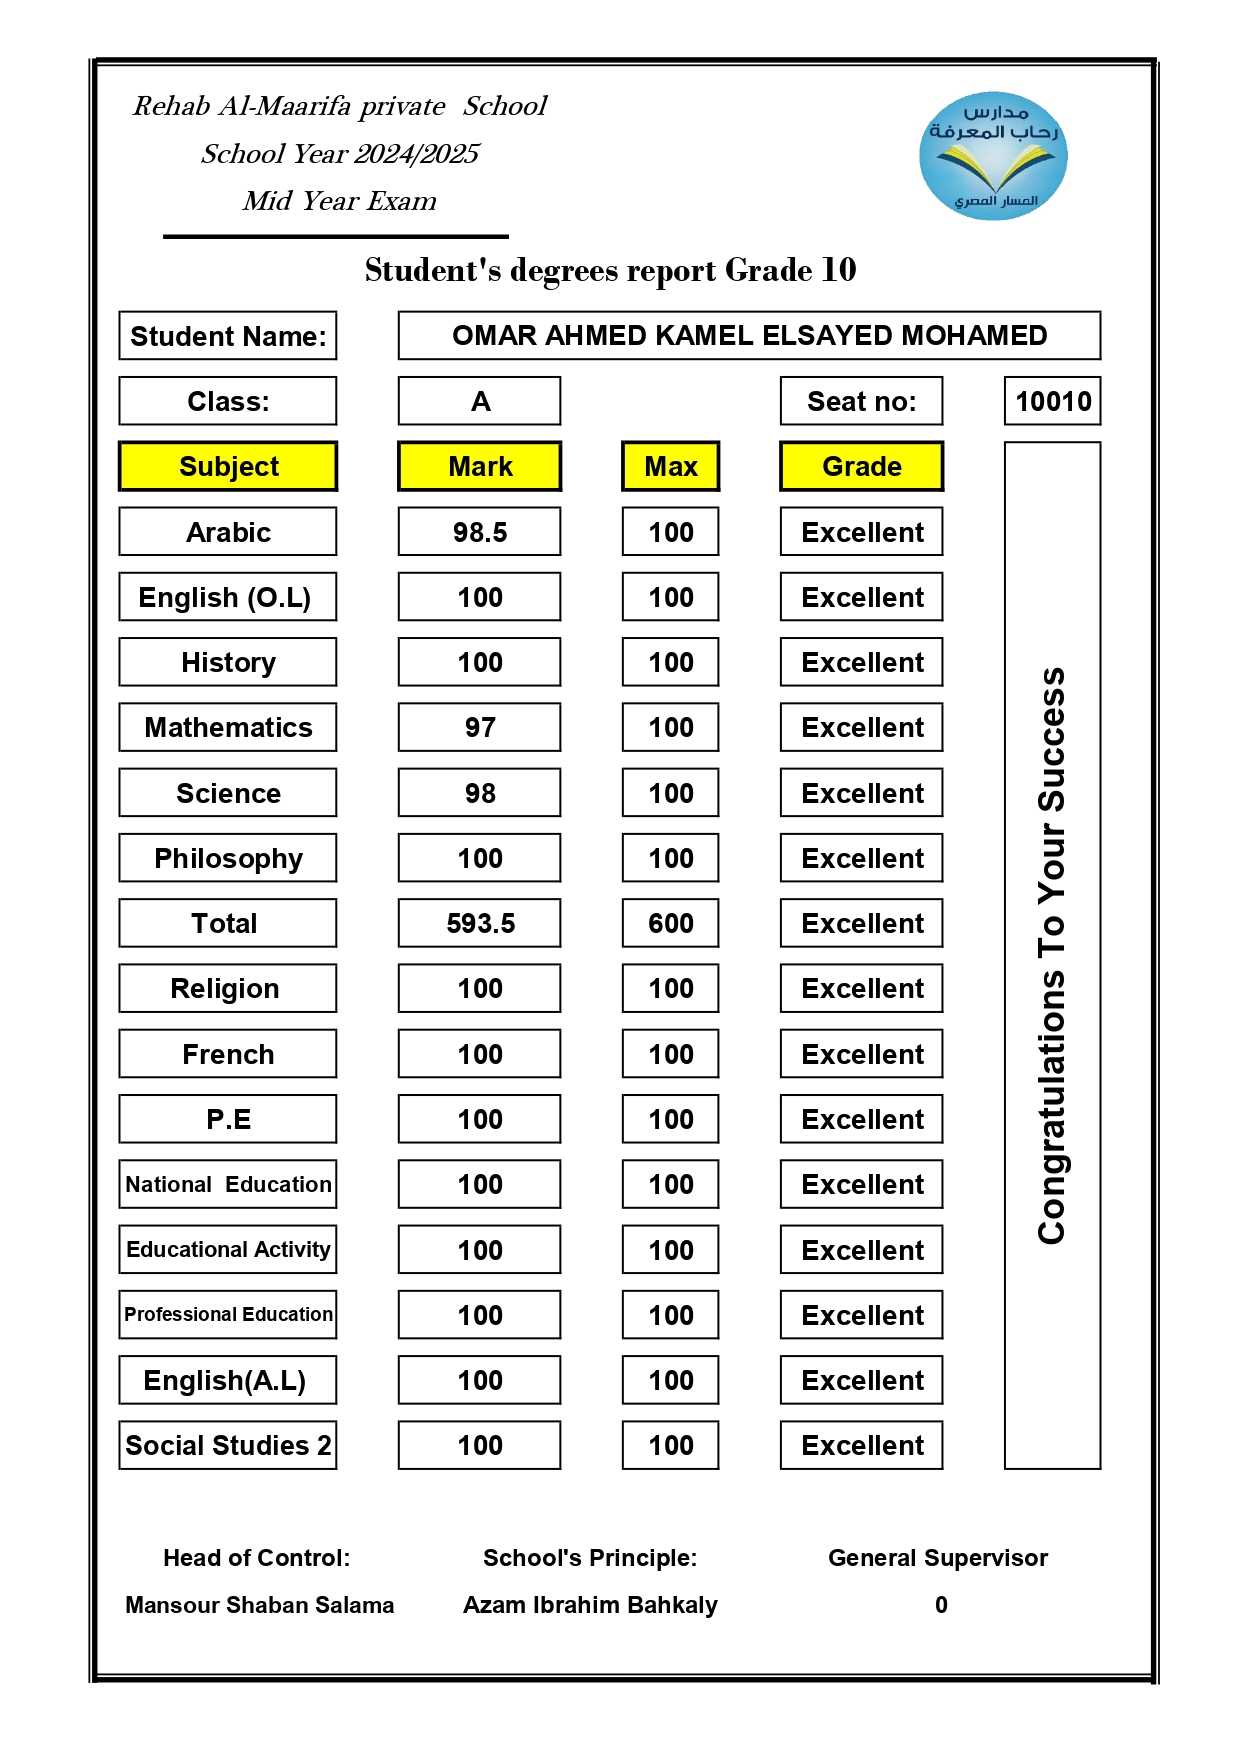 Rehab Al-Maarifa private School
School Year 2024/2025
Mid Year Exam
مدارس
رحاب المعرفة
المسار المصري
Student's degrees report Grade 10
Student Name: OMAR AHMED KAMEL ELSAYED MOHAMED
Class: A Seat no: 10010
Subject Mark Max Grade
Arabic 98.5 100 Excellent
English (O.L) 100 100 Excellent
History 100 100 Excellent
Mathematics 97 100 Excellent
Science 98 100 Excellent
Philosophy 100 100 Excellent
Total 593.5 600 Excellent
Religion 100 100 Excellent
French 100 100 Excellent
P.E 100 100 Excellent
National Education 100 100 Excellent
Educational Activity 100 100 Excellent
Professional Education 100 100 Excellent
English(A.L) 100 100 Excellent
Social Studies 2 100 100 Excellent
Congratulations To Your Success
Head of Control: School's Principle: General Supervisor
Mansour Shaban Salama Azam Ibrahim Bahkaly 0